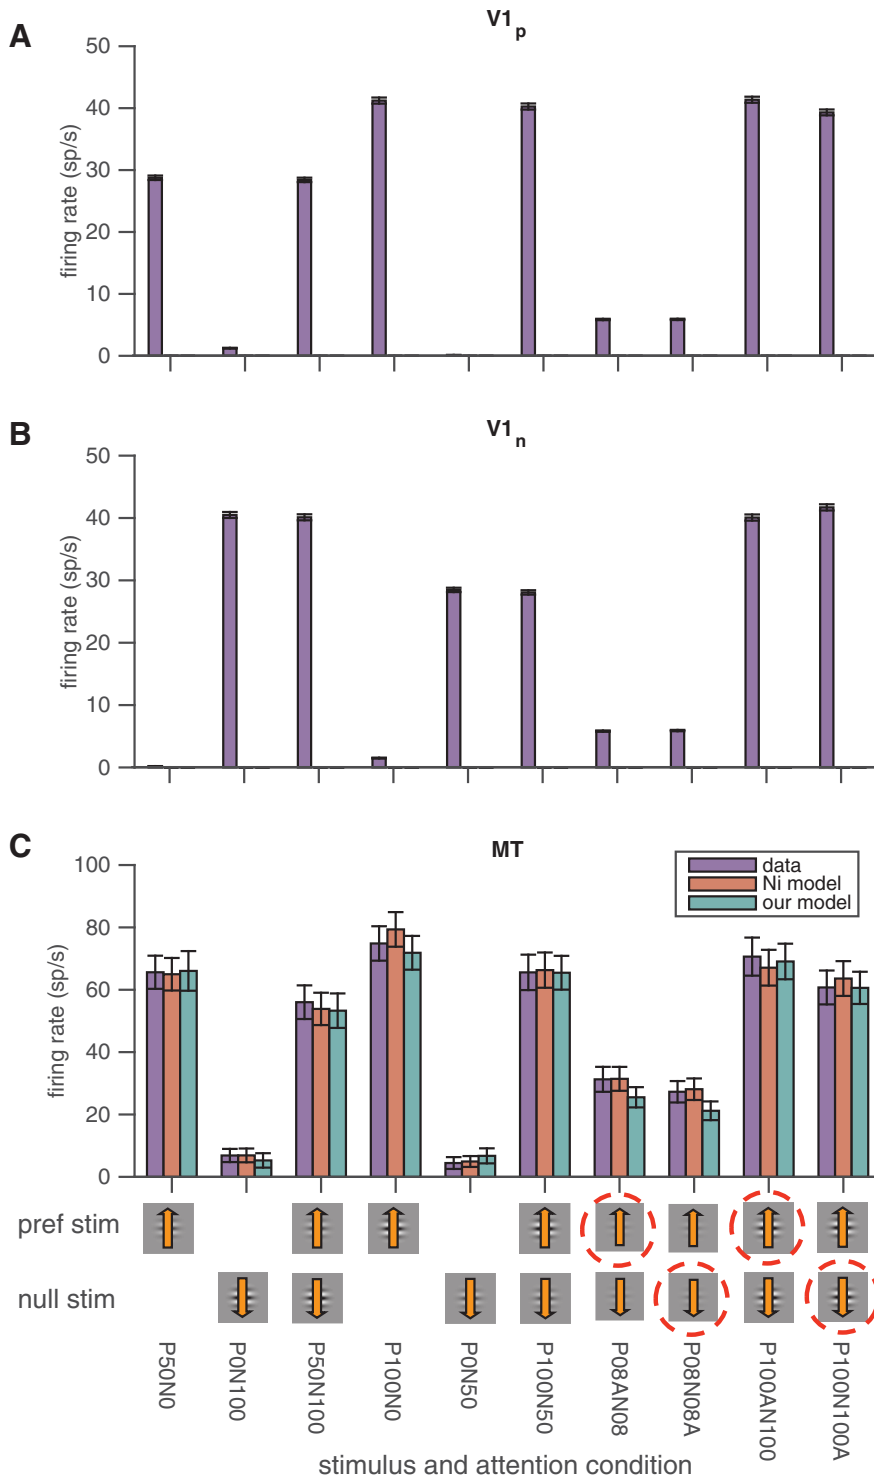 A
V1p
50
40
30
20
10
0
firing rate (sp/s)
B
V1n
50
40
30
20
10
0
firing rate (sp/s)
C
MT
100
80
60
40
20
0
firing rate (sp/s)
data
Ni model
our model
pref stim
null stim
P50N0
P0N100
P50N100
P100N0
P0N50
P100N50
P08AN08
P08N08A
P100AN100
P100N100A
stimulus and attention condition